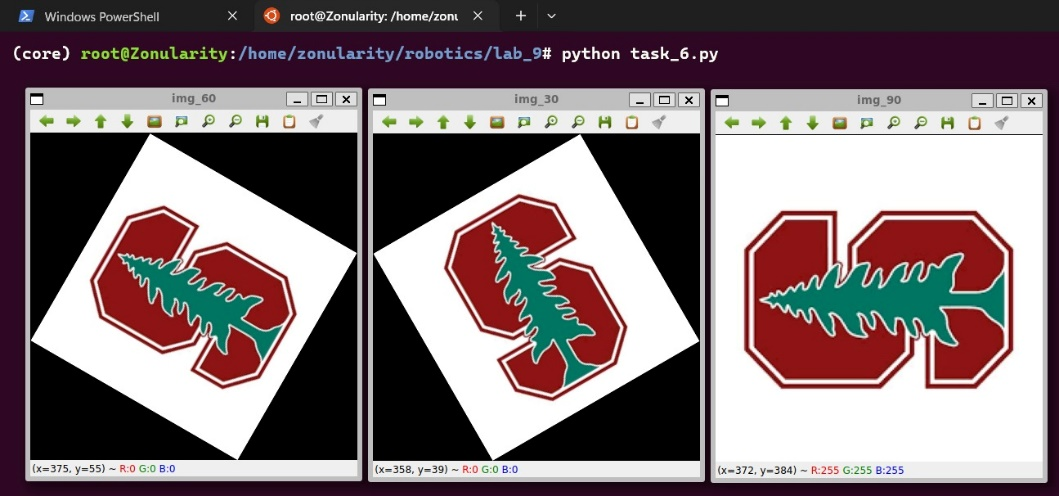 Windows PowerShell
root@Zonularity: /home/zonu
(core) root@Zonularity:/home/zonularity/robotics/lab_9# python task_6.py
img_60
img_30
img_90
(x=375, y=55) ~ R:0 G:0 B:0
(x=358, y=39) ~ R:0 G:0 B:0
(x=372, y=384) ~ R:255 G:255 B:255